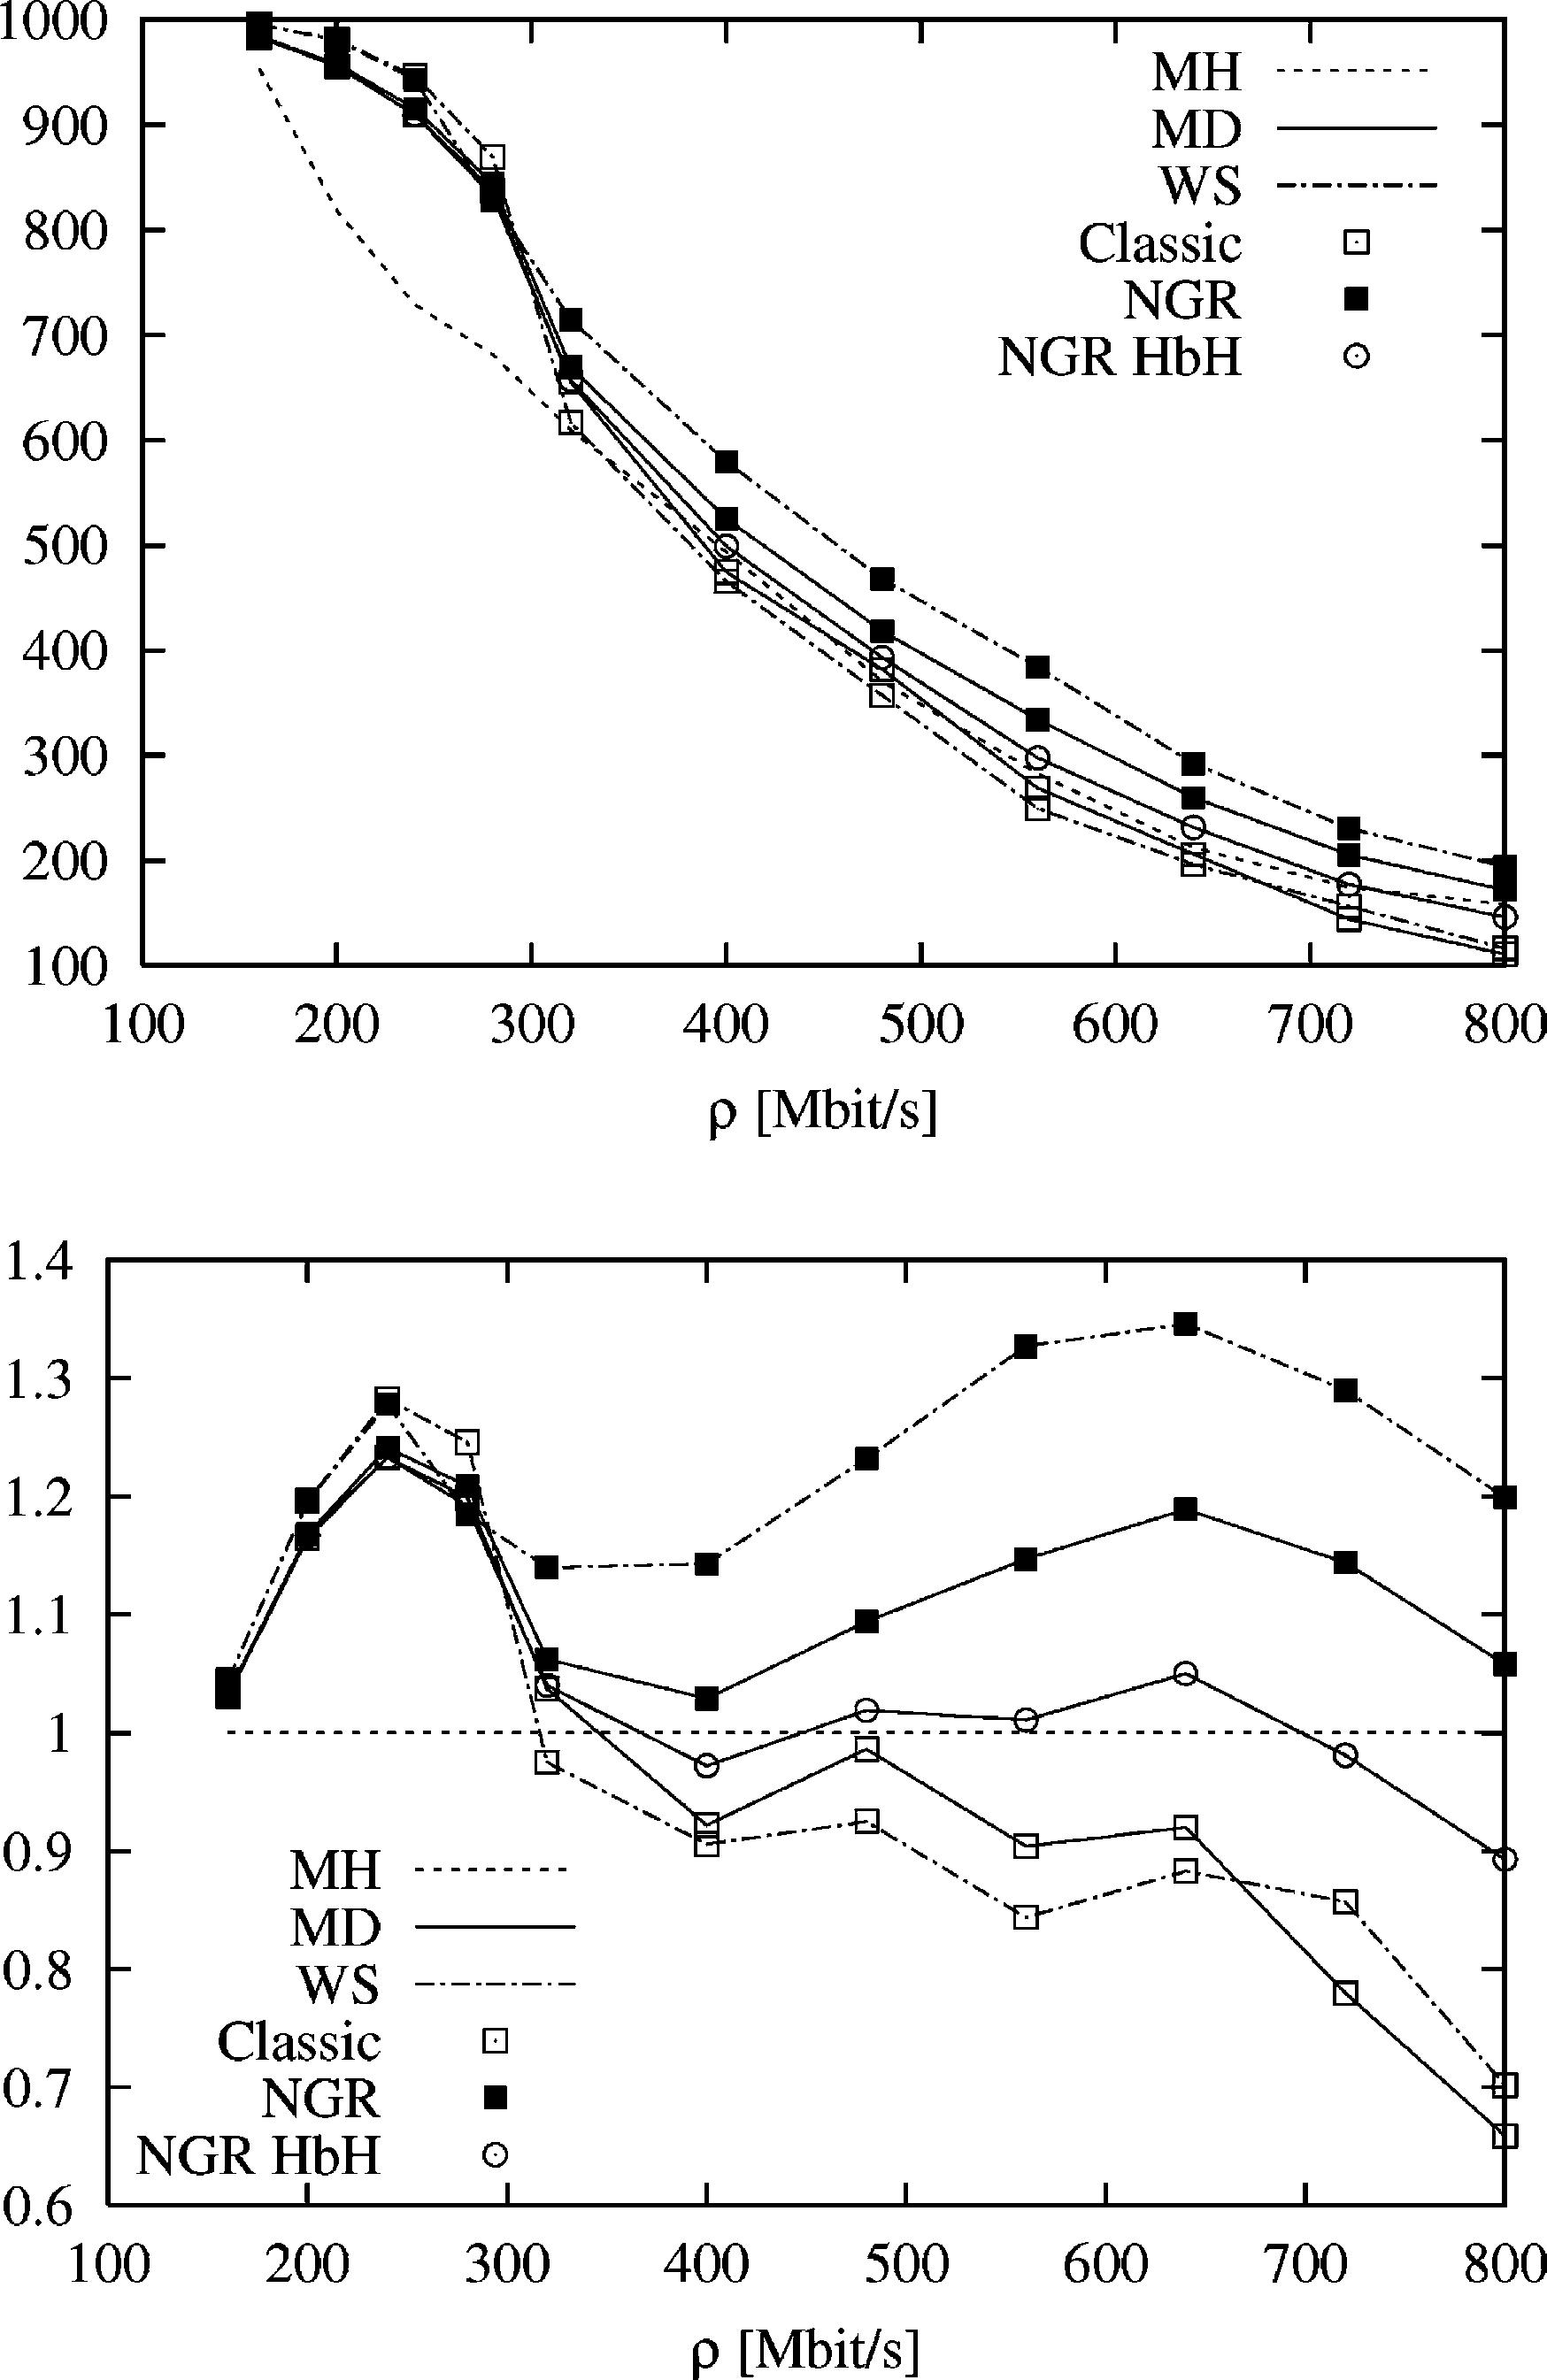 1000
900
800
700
600
500
400
300
200
100
MH
MD
WS
Classic
NGR
NGR HbH
100 200 300 400 500 600 700 800
ρ [Mbit/s]
1.4
1.3
1.2
1.1
1
0.9
0.8
0.7
0.6
MH
MD
WS
Classic
NGR
NGR HbH
100 200 300 400 500 600 700 800
ρ [Mbit/s]